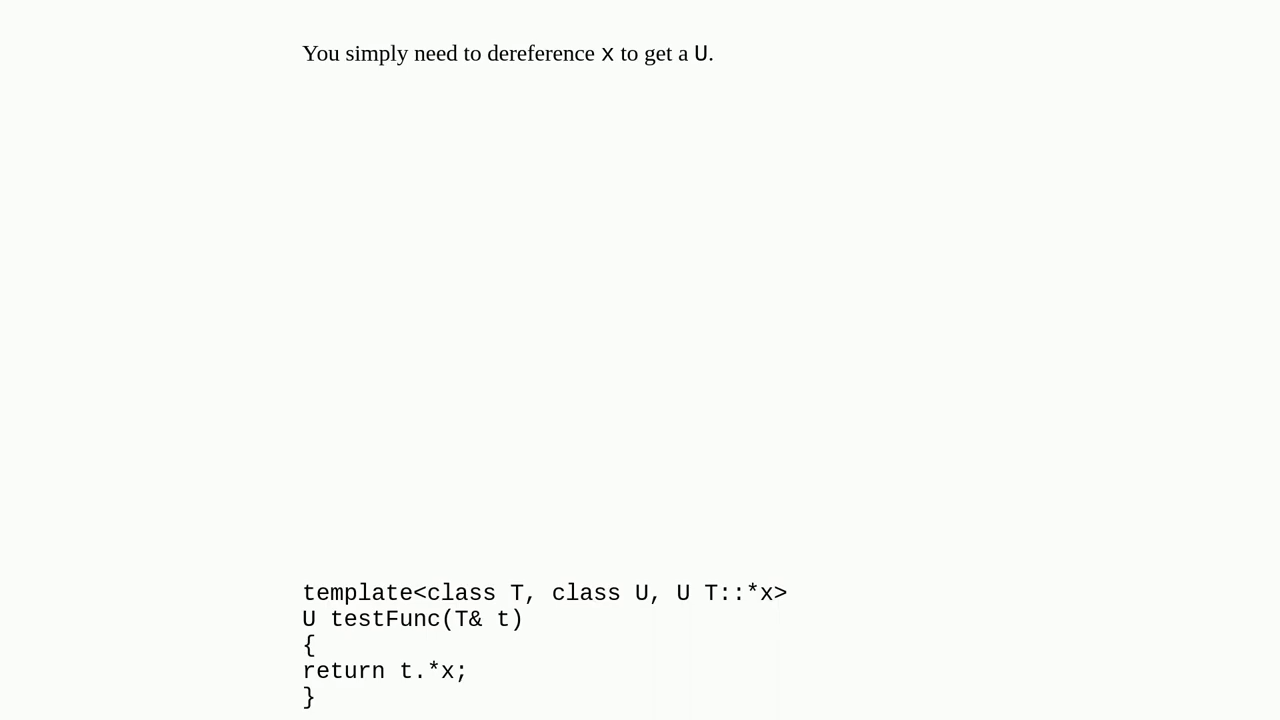 You simply need to dereference x to get a U.
template<class T, class U, U T::*x>
U testFunc(T& t)
{
return t.*x;
}